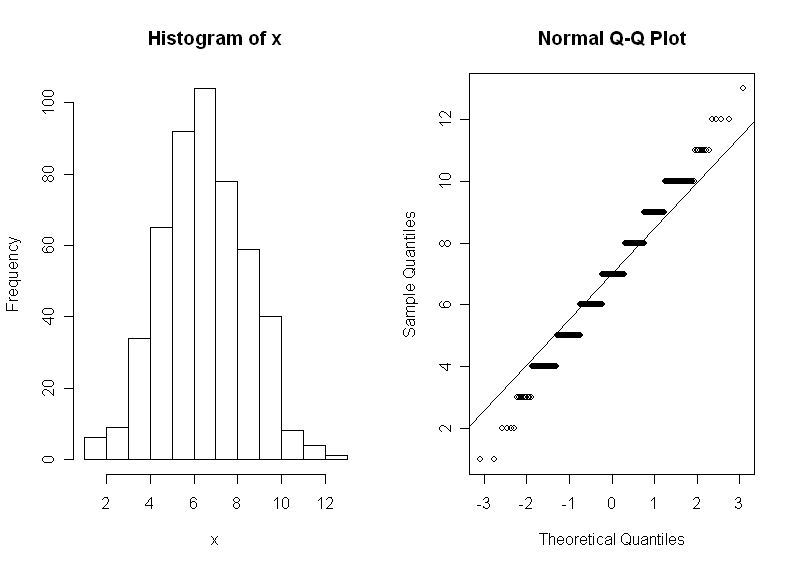 Histogram of x
Frequency
0 20 40 60 80 100
2 4 6 8 10 12
x
Normal Q-Q Plot
Sample Quantiles
2 4 6 8 10 12
-3 -2 -1 0 1 2 3
Theoretical Quantiles